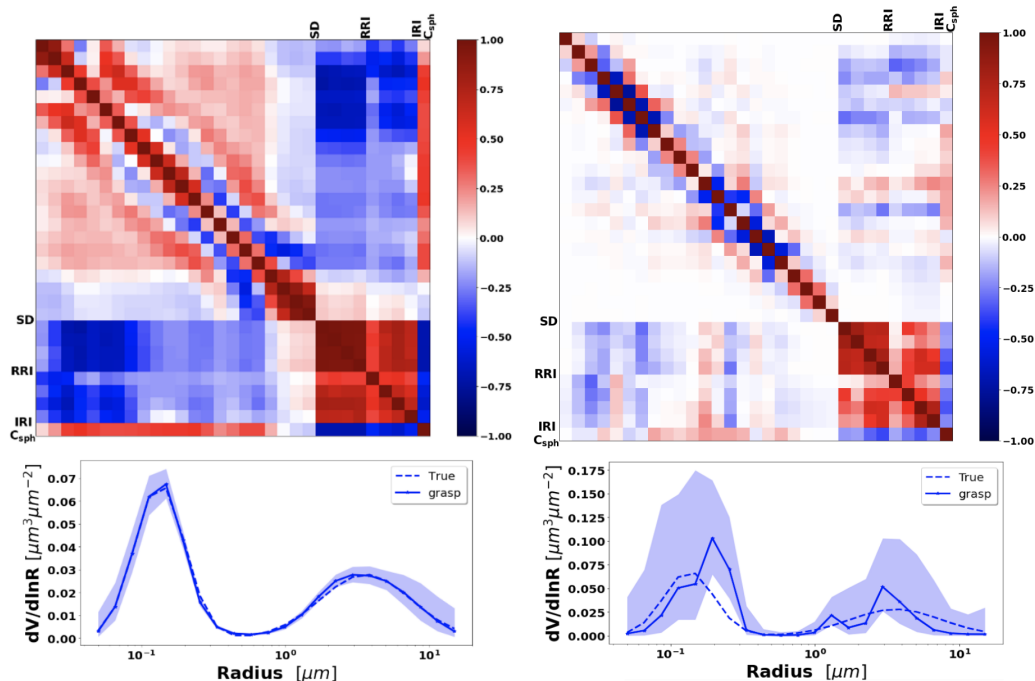 SD RRI IRI Csph
SD
RRI
IRI
Csph
1.00
0.75
0.50
0.25
0.00
−0.25
−0.50
−0.75
−1.00
SD RRI IRI Csph
SD
RRI
IRI
Csph
1.00
0.75
0.50
0.25
0.00
−0.25
−0.50
−0.75
−1.00
dV/dlnR [μm³μm⁻²]
0.07
0.06
0.05
0.04
0.03
0.02
0.01
0.00
True
grasp
10⁻¹ 10⁰ 10¹
Radius [μm]
dV/dlnR [μm³μm⁻²]
0.175
0.150
0.125
0.100
0.075
0.050
0.025
0.000
True
grasp
10⁻¹ 10⁰ 10¹
Radius [μm]